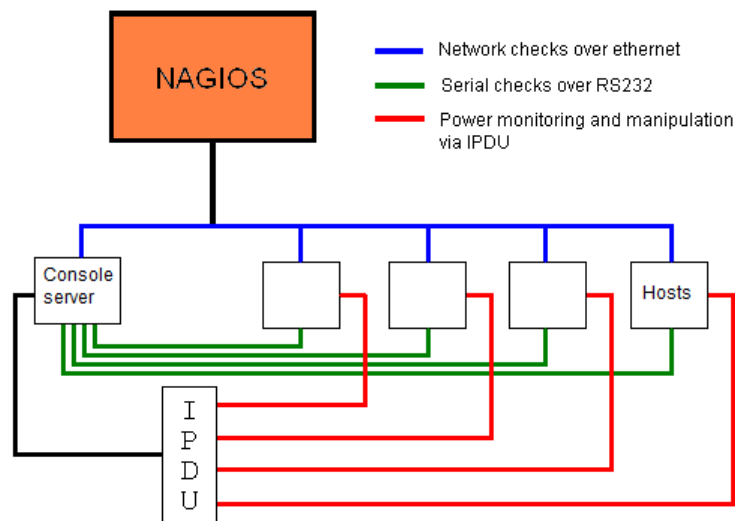 NAGIOS
Network checks over ethernet
Serial checks over RS232
Power monitoring and manipulation
via IPDU
Console
server
Hosts
I
P
D
U